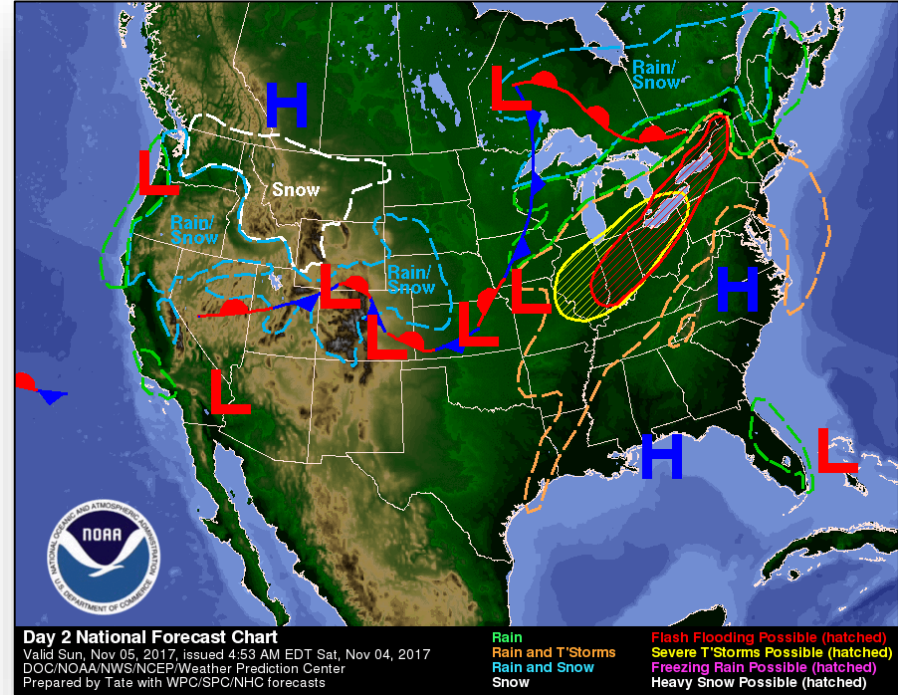 H
L
Rain/
Snow
L
Snow
Rain/
Snow
Rain/
Snow
L
L
H
L
L
L
H
L
NATIONAL OCEANIC AND ATMOSPHERIC ADMINISTRATION
NOAA
U.S. DEPARTMENT OF COMMERCE
Day 2 National Forecast Chart
Valid Sun, Nov 05, 2017, issued 4:53 AM EDT Sat, Nov 04, 2017
DOC/NOAA/NWS/NCEP/Weather Prediction Center
Prepared by Tate with WPC/SPC/NHC forecasts
Rain
Rain and T'Storms
Rain and Snow
Snow
Flash Flooding Possible (hatched)
Severe T'Storms Possible (hatched)
Freezing Rain Possible (hatched)
Heavy Snow Possible (hatched)